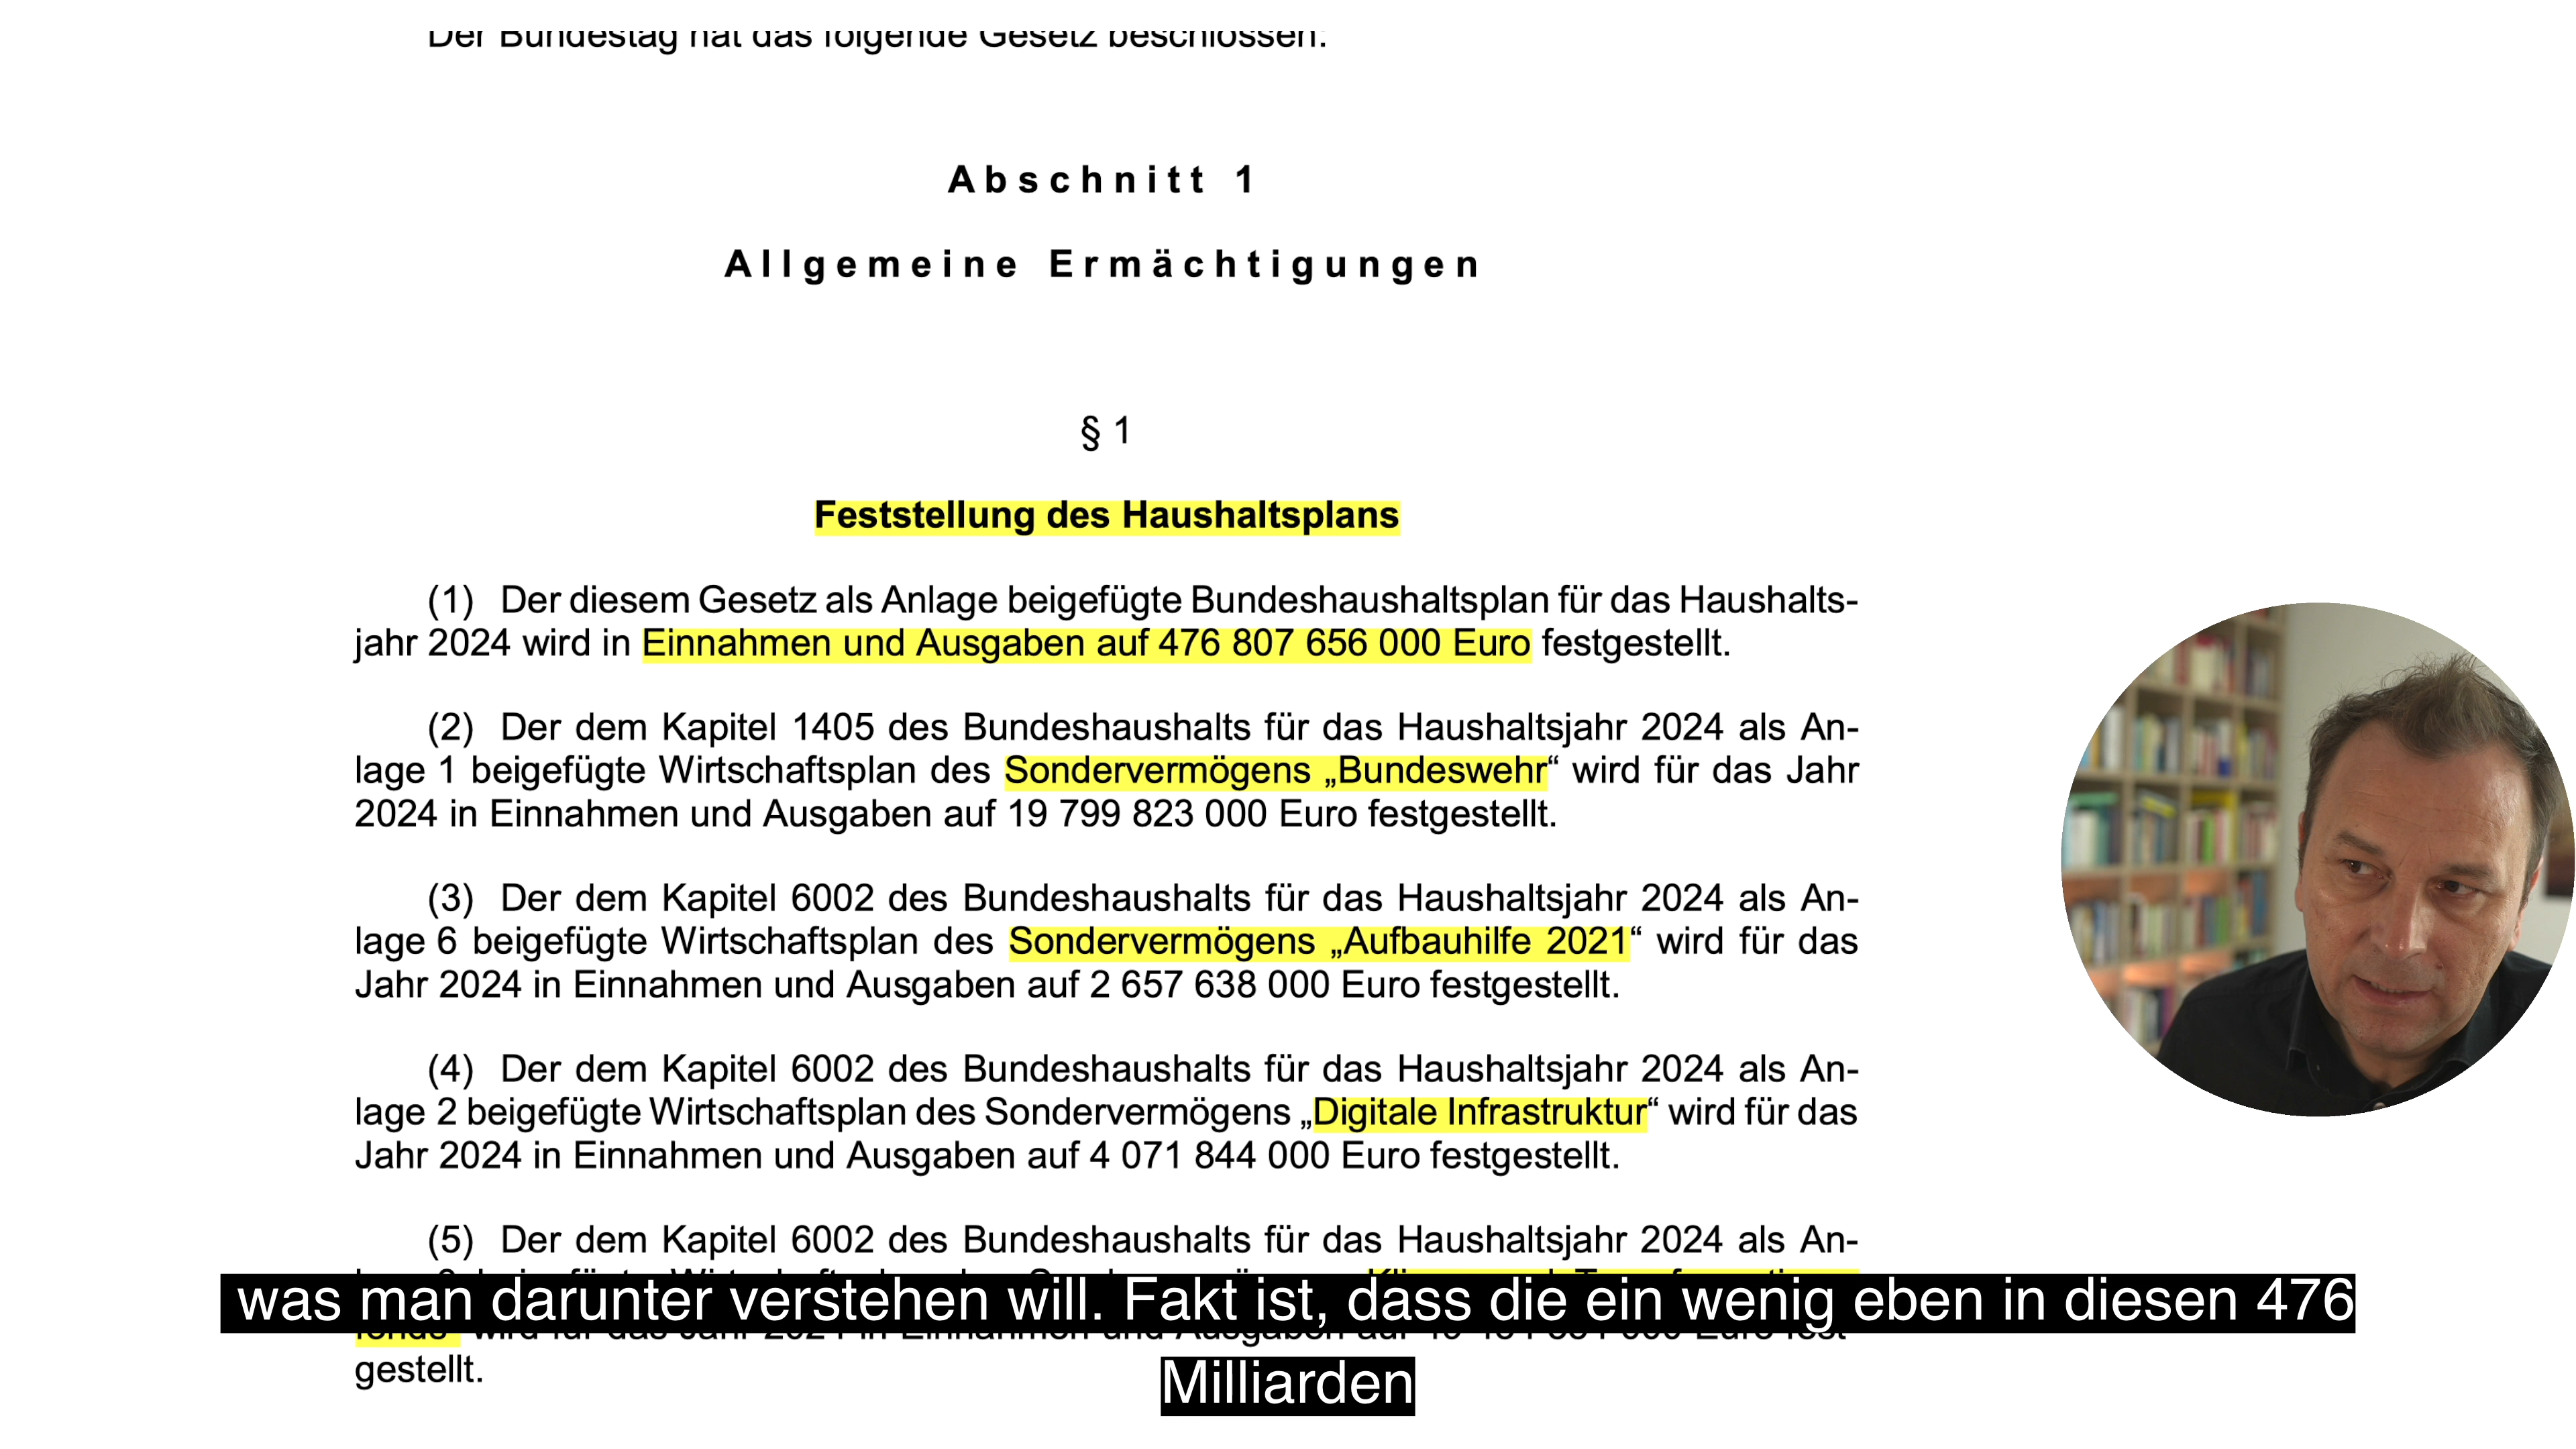 Der Bundestag hat das folgende Gesetz beschlossen:
Abschnitt 1
Allgemeine Ermächtigungen
§ 1
Feststellung des Haushaltsplans
(1) Der diesem Gesetz als Anlage beigefügte Bundeshaushaltsplan für das Haushalts-
jahr 2024 wird in Einnahmen und Ausgaben auf 476 807 656 000 Euro festgestellt.
(2) Der dem Kapitel 1405 des Bundeshaushalts für das Haushaltsjahr 2024 als An-
lage 1 beigefügte Wirtschaftsplan des Sondervermögens „Bundeswehr“ wird für das Jahr
2024 in Einnahmen und Ausgaben auf 19 799 823 000 Euro festgestellt.
(3) Der dem Kapitel 6002 des Bundeshaushalts für das Haushaltsjahr 2024 als An-
lage 6 beigefügte Wirtschaftsplan des Sondervermögens „Aufbauhilfe 2021“ wird für das
Jahr 2024 in Einnahmen und Ausgaben auf 2 657 638 000 Euro festgestellt.
(4) Der dem Kapitel 6002 des Bundeshaushalts für das Haushaltsjahr 2024 als An-
lage 2 beigefügte Wirtschaftsplan des Sondervermögens „Digitale Infrastruktur“ wird für das
Jahr 2024 in Einnahmen und Ausgaben auf 4 071 844 000 Euro festgestellt.
(5) Der dem Kapitel 6002 des Bundeshaushalts für das Haushaltsjahr 2024 als An-
was man darunter verstehen will. Fakt ist, dass die ein wenig eben in diesen 476
gestellt.
Milliarden